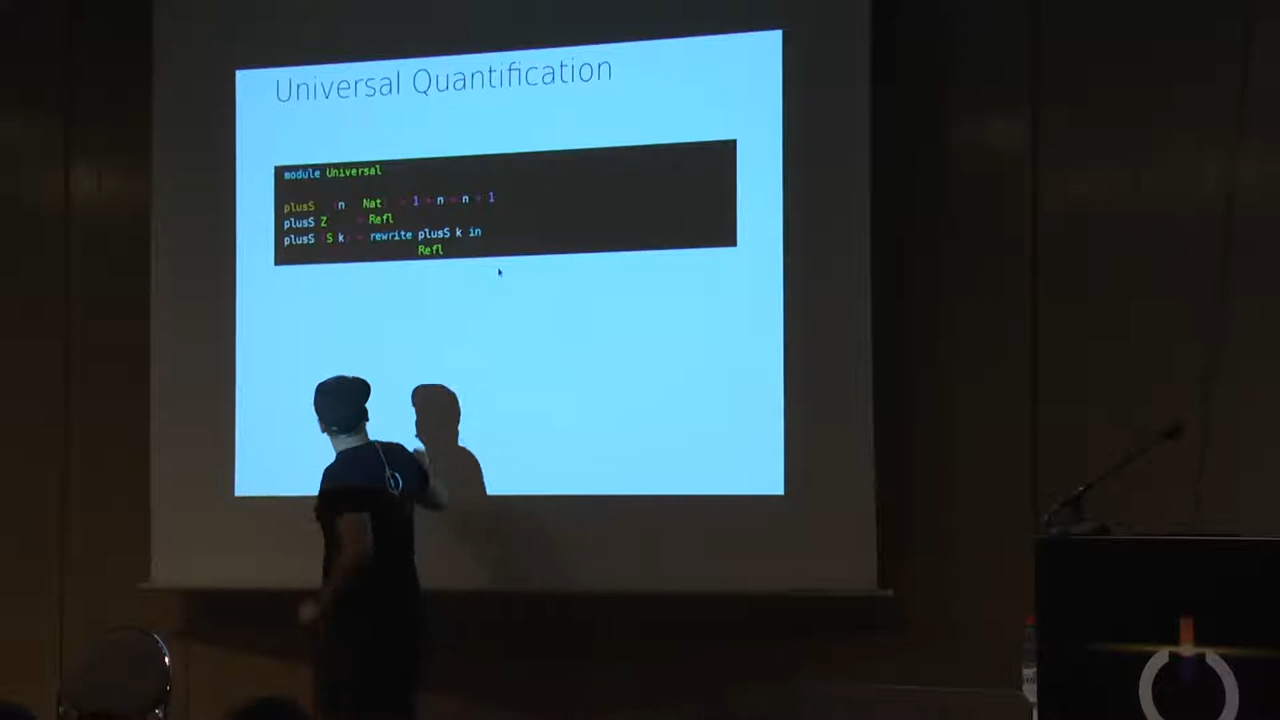 Universal Quantification
module Universal
plusS (n Nat) 1 + n = n + 1
plusS Z = Refl
plusS (S k) = rewrite plusS k in
Refl